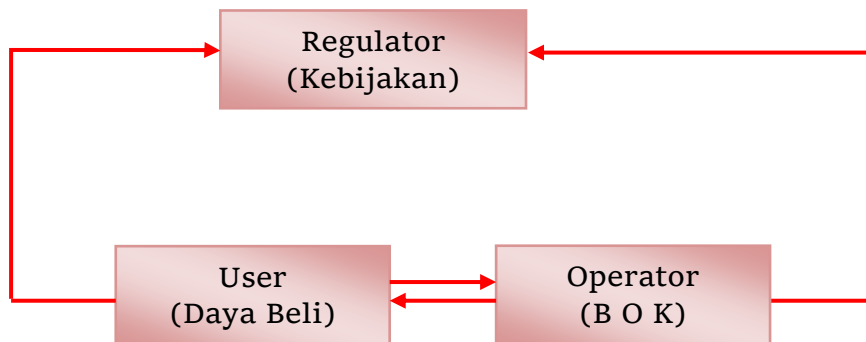 Regulator
(Kebijakan)
User
(Daya Beli)
Operator
(B O K)